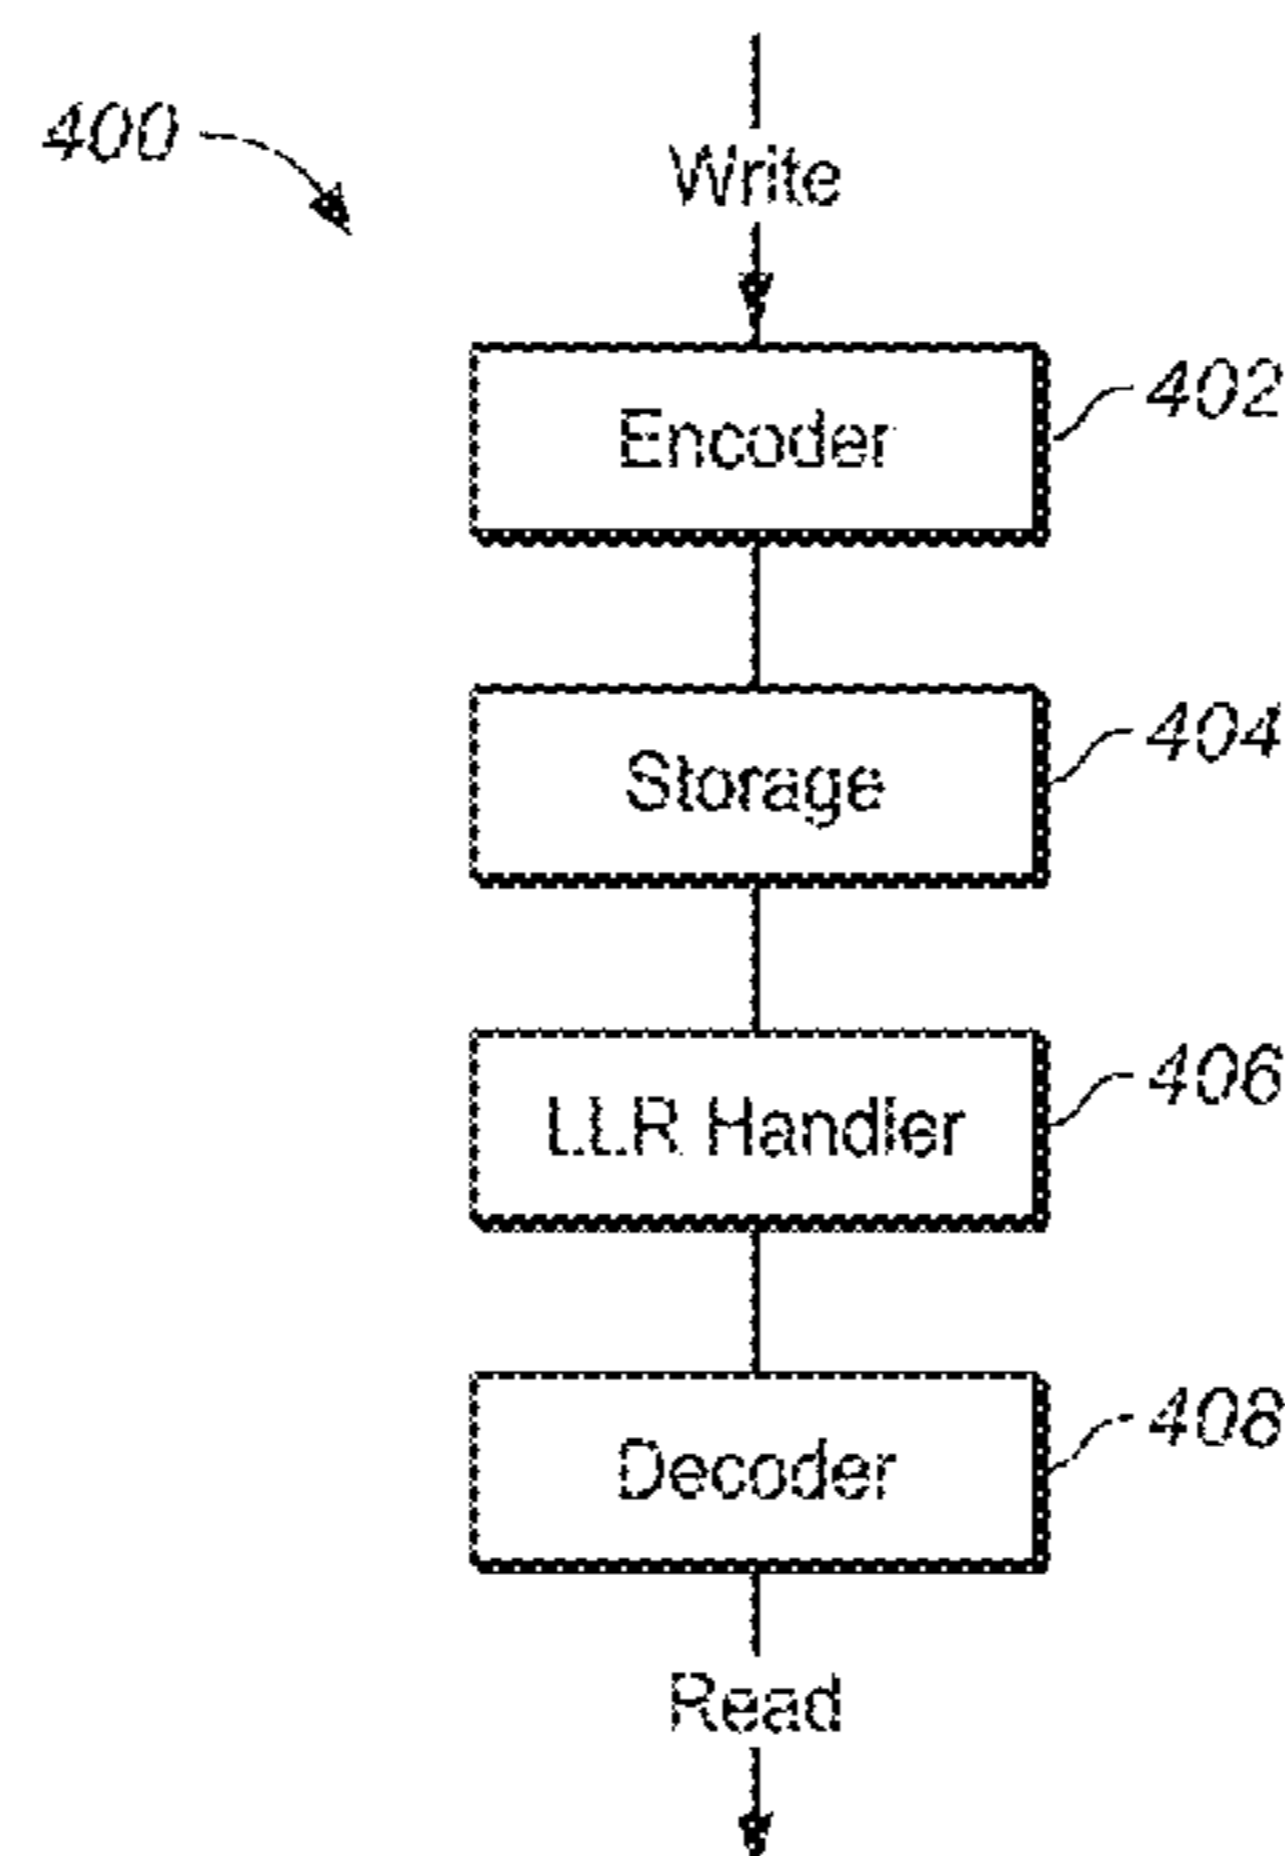 400
Write
Encoder
402
Storage
404
LLR Handler
406
Decoder
408
Read